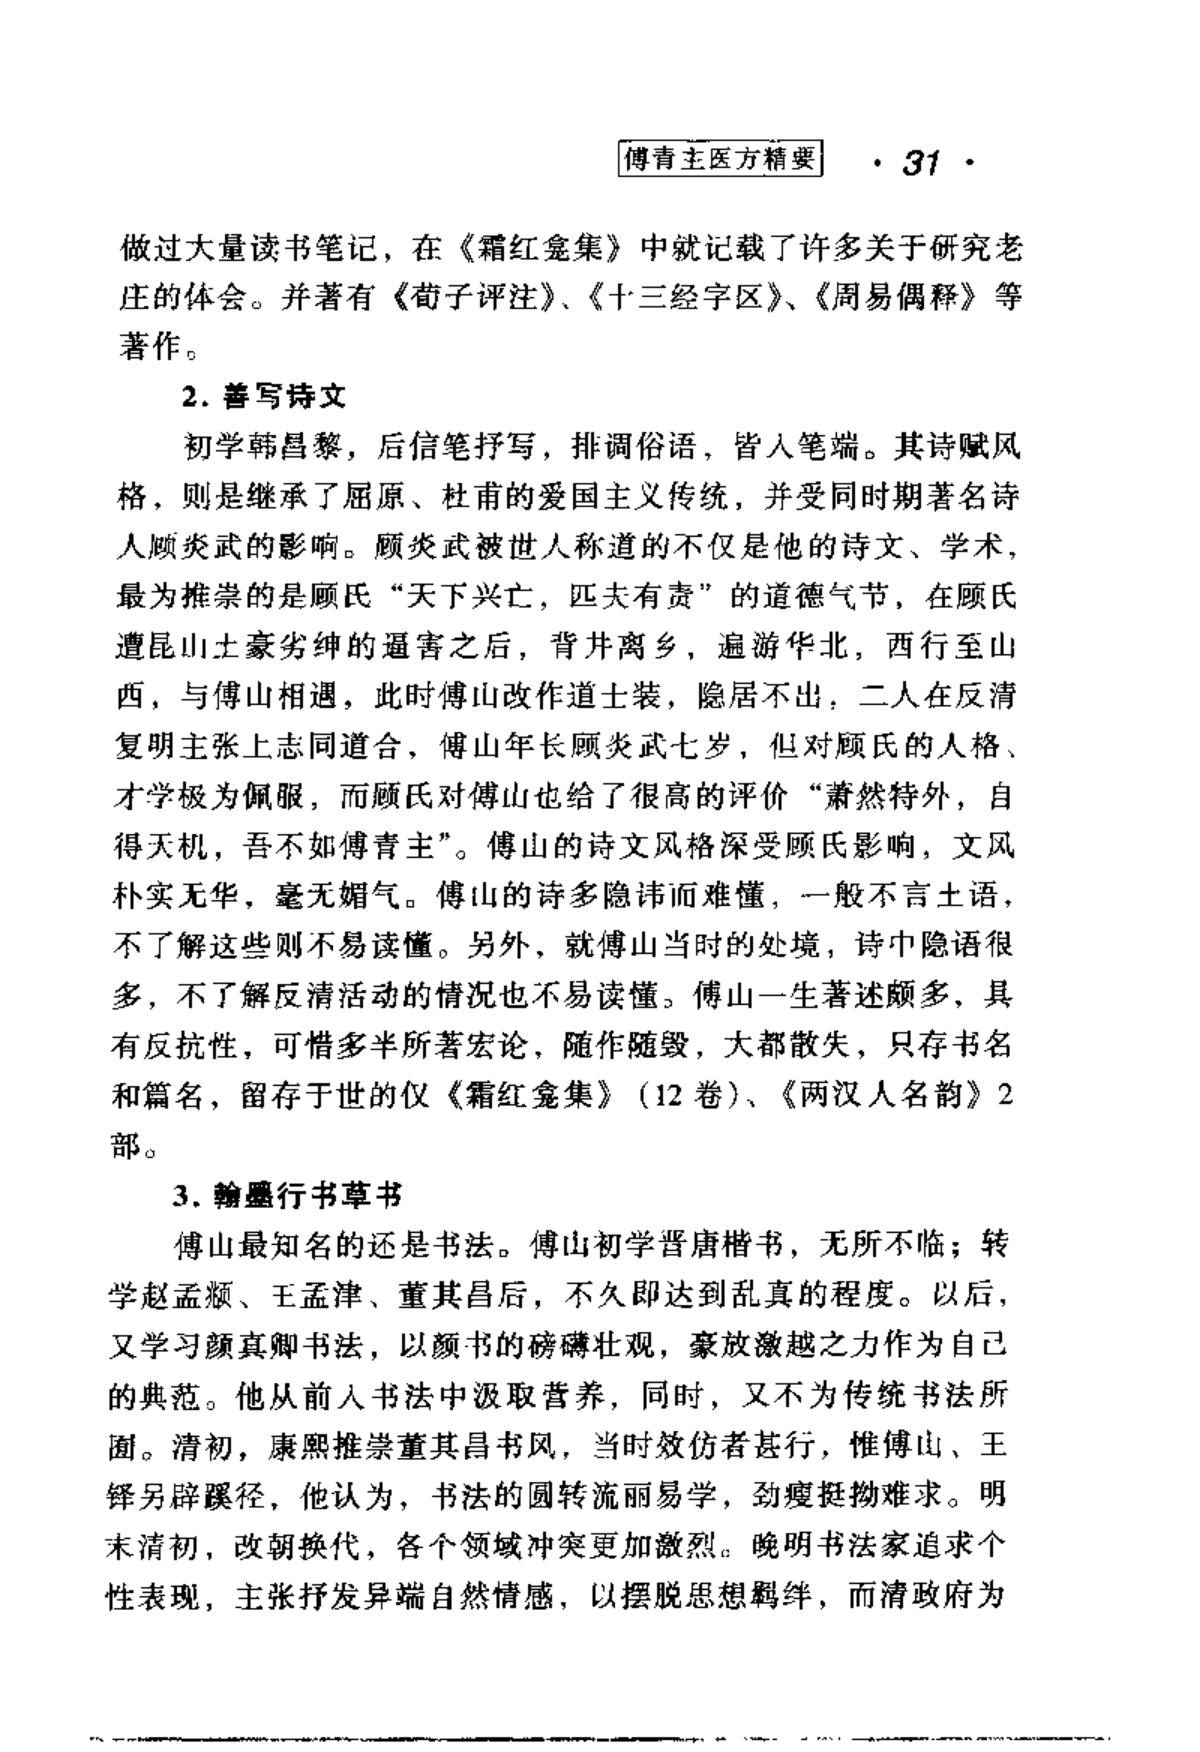 傅青主医方精要 · 31 ·
做过大量读书笔记，在《霜红龛集》中就记载了许多关于研究老
庄的体会。并著有《荀子评注》、《十三经字区》、《周易偶释》等
著作。
2. 善写诗文
初学韩昌黎，后信笔抒写，排调俗语，皆入笔端。其诗赋风
格，则是继承了屈原、杜甫的爱国主义传统，并受同时期著名诗
人顾炎武的影响。顾炎武被世人称道的不仅是他的诗文、学术，
最为推崇的是顾氏“天下兴亡，匹夫有责”的道德气节，在顾氏
遭昆山土豪劣绅的逼害之后，背井离乡，遍游华北，西行至山
西，与傅山相遇，此时傅山改作道士装，隐居不出，二人在反清
复明主张上志同道合，傅山年长顾炎武七岁，但对顾氏的人格、
才学极为佩服，而顾氏对傅山也给了很高的评价“萧然特外，自
得天机，吾不如傅青主”。傅山的诗文风格深受顾氏影响，文风
朴实无华，毫无媚气。傅山的诗多隐讳而难懂，一般不言土语，
不了解这些则不易读懂。另外，就傅山当时的处境，诗中隐语很
多，不了解反清活动的情况也不易读懂。傅山一生著述颇多，具
有反抗性，可惜多半所著宏论，随作随毁，大都散失，只存书名
和篇名，留存于世的仅《霜红龛集》（12 卷）、《两汉人名韵》2
部。
3. 翰墨行书草书
傅山最知名的还是书法。傅山初学晋唐楷书，无所不临；转
学赵孟頫、王孟津、董其昌后，不久即达到乱真的程度。以后，
又学习颜真卿书法，以颜书的磅礴壮观，豪放激越之力作为自己
的典范。他从前人书法中汲取营养，同时，又不为传统书法所
囿。清初，康熙推崇董其昌书风，当时效仿者甚行，惟傅山、王
铎另辟蹊径，他认为，书法的圆转流丽易学，劲瘦挺拗难求。明
末清初，改朝换代，各个领域冲突更加激烈。晚明书法家追求个
性表现，主张抒发异端自然情感，以摆脱思想羁绊，而清政府为